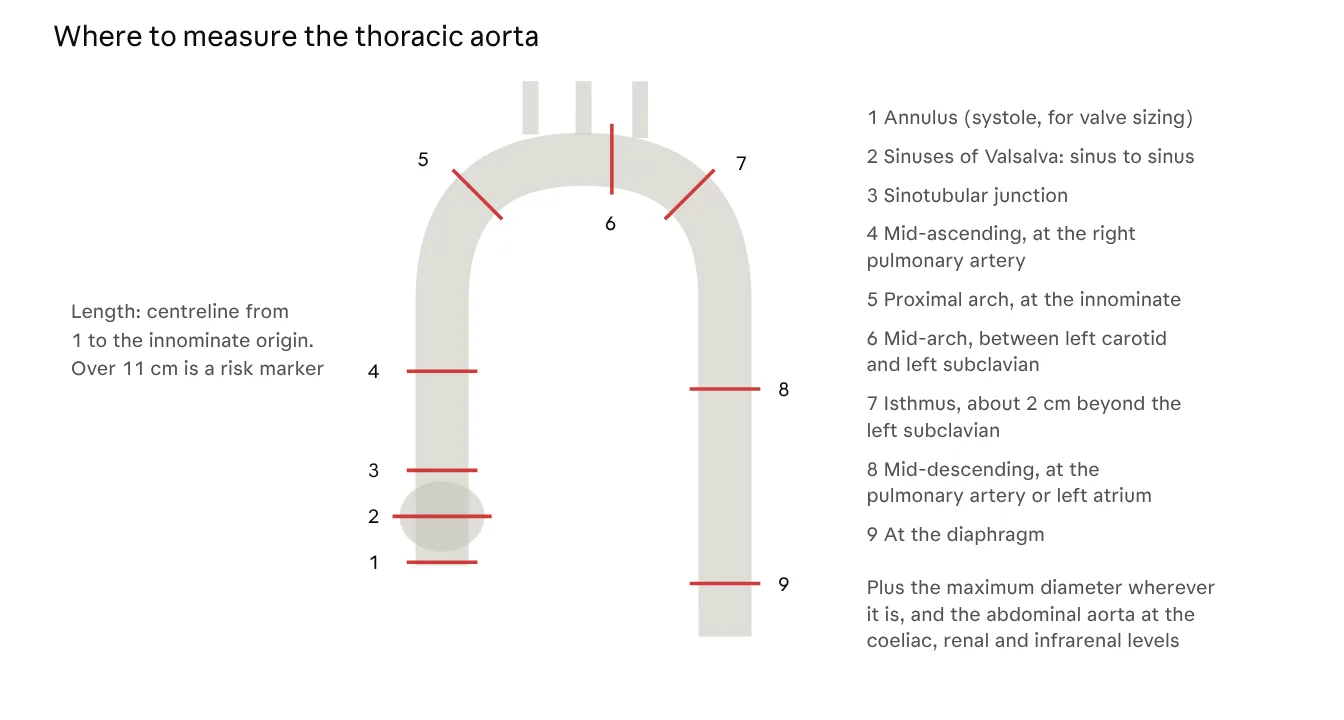 Where to measure the thoracic aorta
5
7
6
Length: centreline from
1 to the innominate origin.
Over 11 cm is a risk marker
4
8
3
2
1
9
1 Annulus (systole, for valve sizing)
2 Sinuses of Valsalva: sinus to sinus
3 Sinotubular junction
4 Mid-ascending, at the right
pulmonary artery
5 Proximal arch, at the innominate
6 Mid-arch, between left carotid
and left subclavian
7 Isthmus, about 2 cm beyond the
left subclavian
8 Mid-descending, at the
pulmonary artery or left atrium
9 At the diaphragm
Plus the maximum diameter wherever
it is, and the abdominal aorta at the
coeliac, renal and infrarenal levels